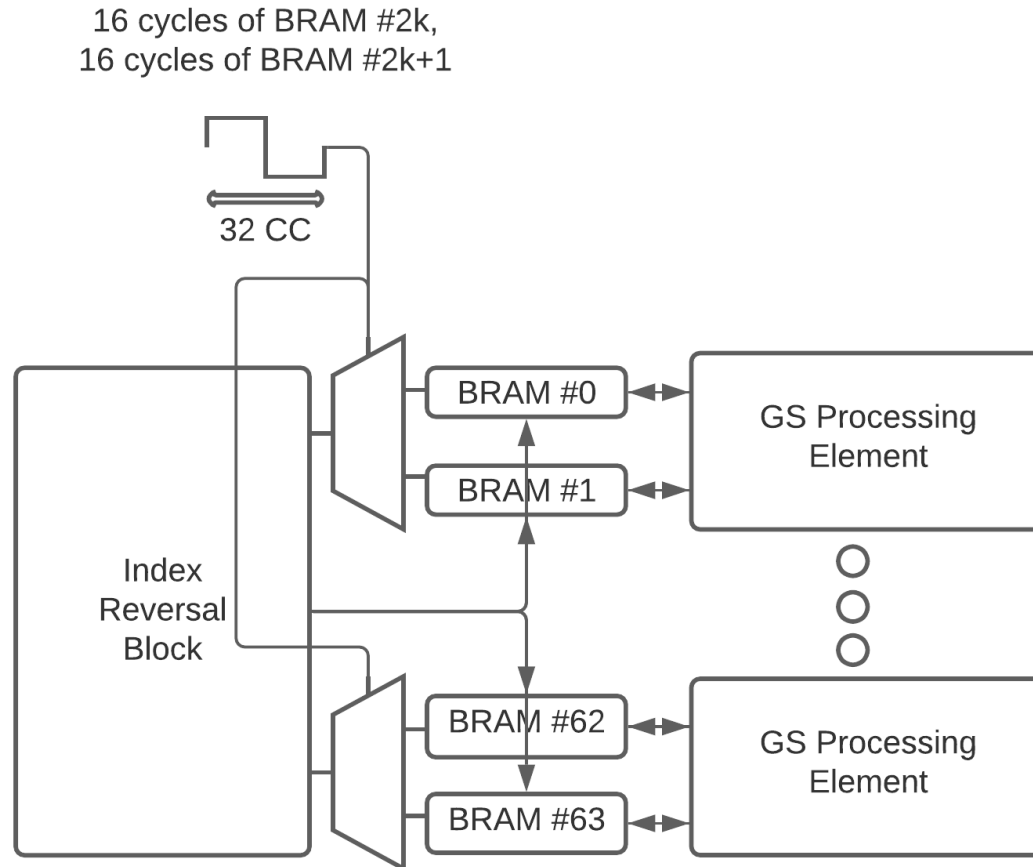 16 cycles of BRAM #2k,
16 cycles of BRAM #2k+1
32 CC
BRAM #0
GS Processing
Element
BRAM #1
Index
Reversal
Block
BRAM #62
GS Processing
Element
BRAM #63